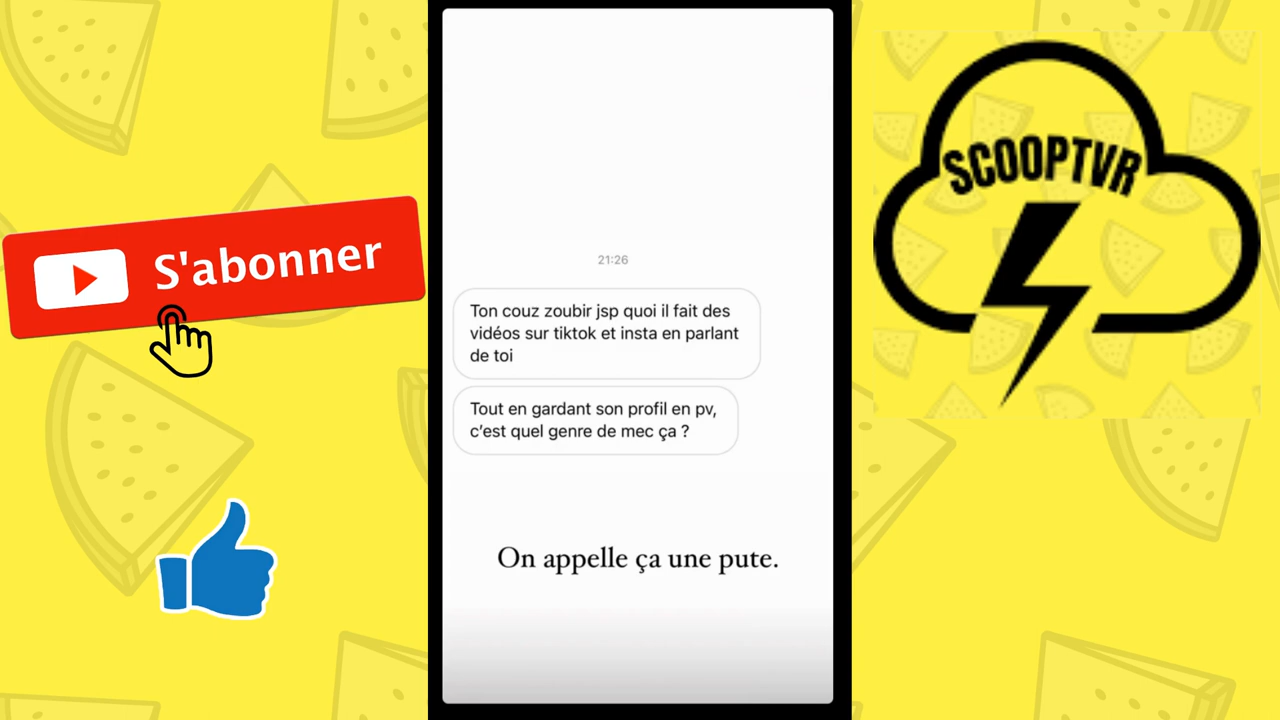 S'abonner
21:26
Ton couz zoubir jsp quoi il fait des
vidéos sur tiktok et insta en parlant
de toi
Tout en gardant son profil en pv,
c’est quel genre de mec ça ?
On appelle ça une pute.
SCOOPTVR